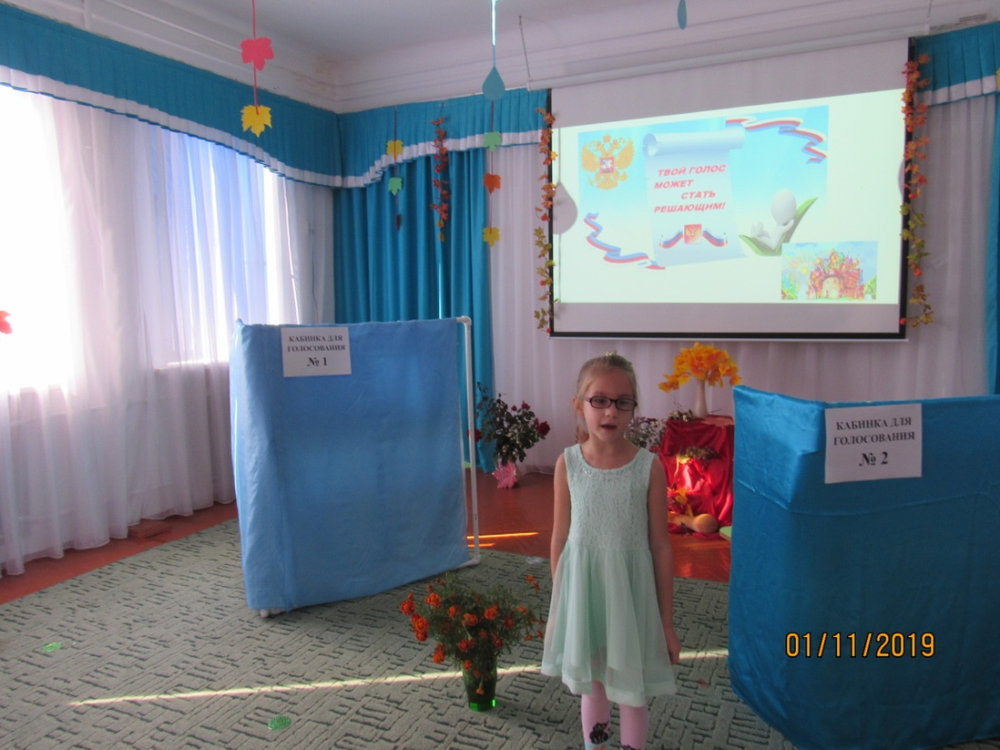 ТВОЙ ГОЛОС
МОЖЕТ
СТАТЬ
РЕШАЮЩИМ!
КАБИНКА ДЛЯ
ГОЛОСОВАНИЯ
№ 1
КАБИНКА ДЛЯ
ГОЛОСОВАНИЯ
№ 2
01/11/2019